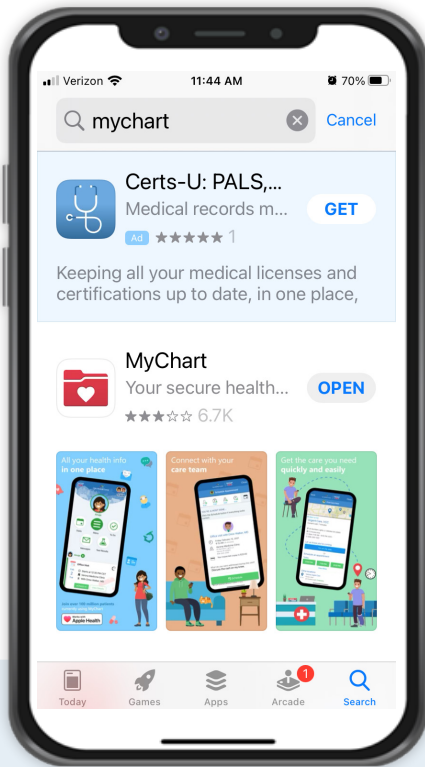 Verizon
11:44 AM
70%
mychart
Cancel
Certs-U: PALS,...
Medical records m...
GET
Ad
1
Keeping all your medical licenses and
certifications up to date, in one place,
MyChart
Your secure health...
OPEN
6.7K
All your health info
in one place
Connect with your
care team
Get the care you need
quickly and easily
Apple Health
Today
Games
Apps
Arcade
1
Search